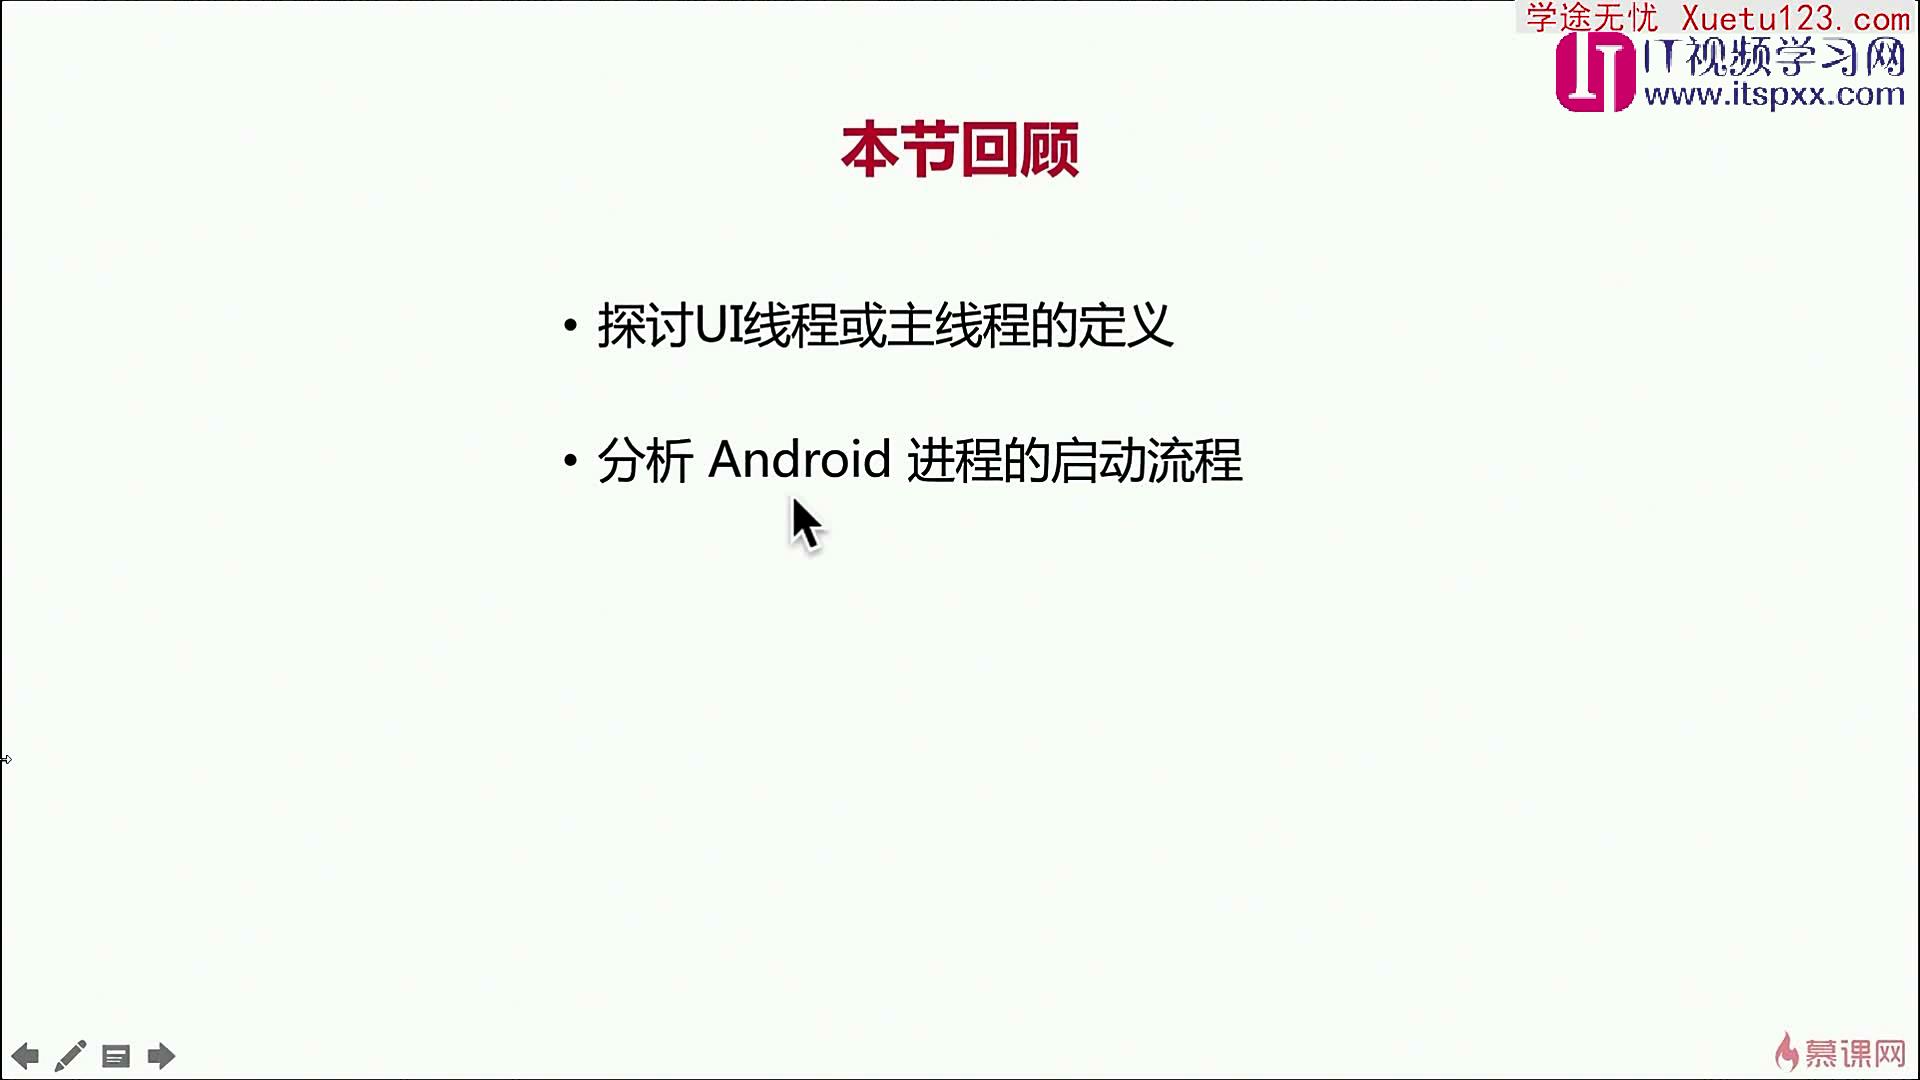 学途无忧 Xuetu123.com
IT视频学习网
www.itspxx.com
本节回顾
• 探讨UI线程或主线程的定义
• 分析 Android 进程的启动流程
慕课网